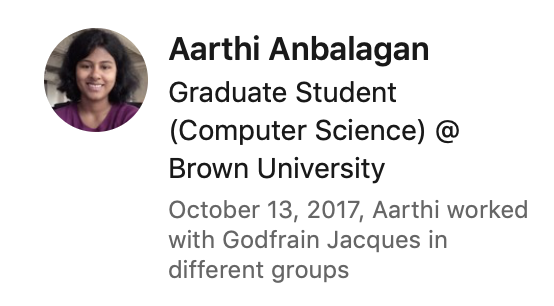 Aarthi Anbalagan
Graduate Student
(Computer Science) @
Brown University
October 13, 2017, Aarthi worked
with Godfrain Jacques in
different groups